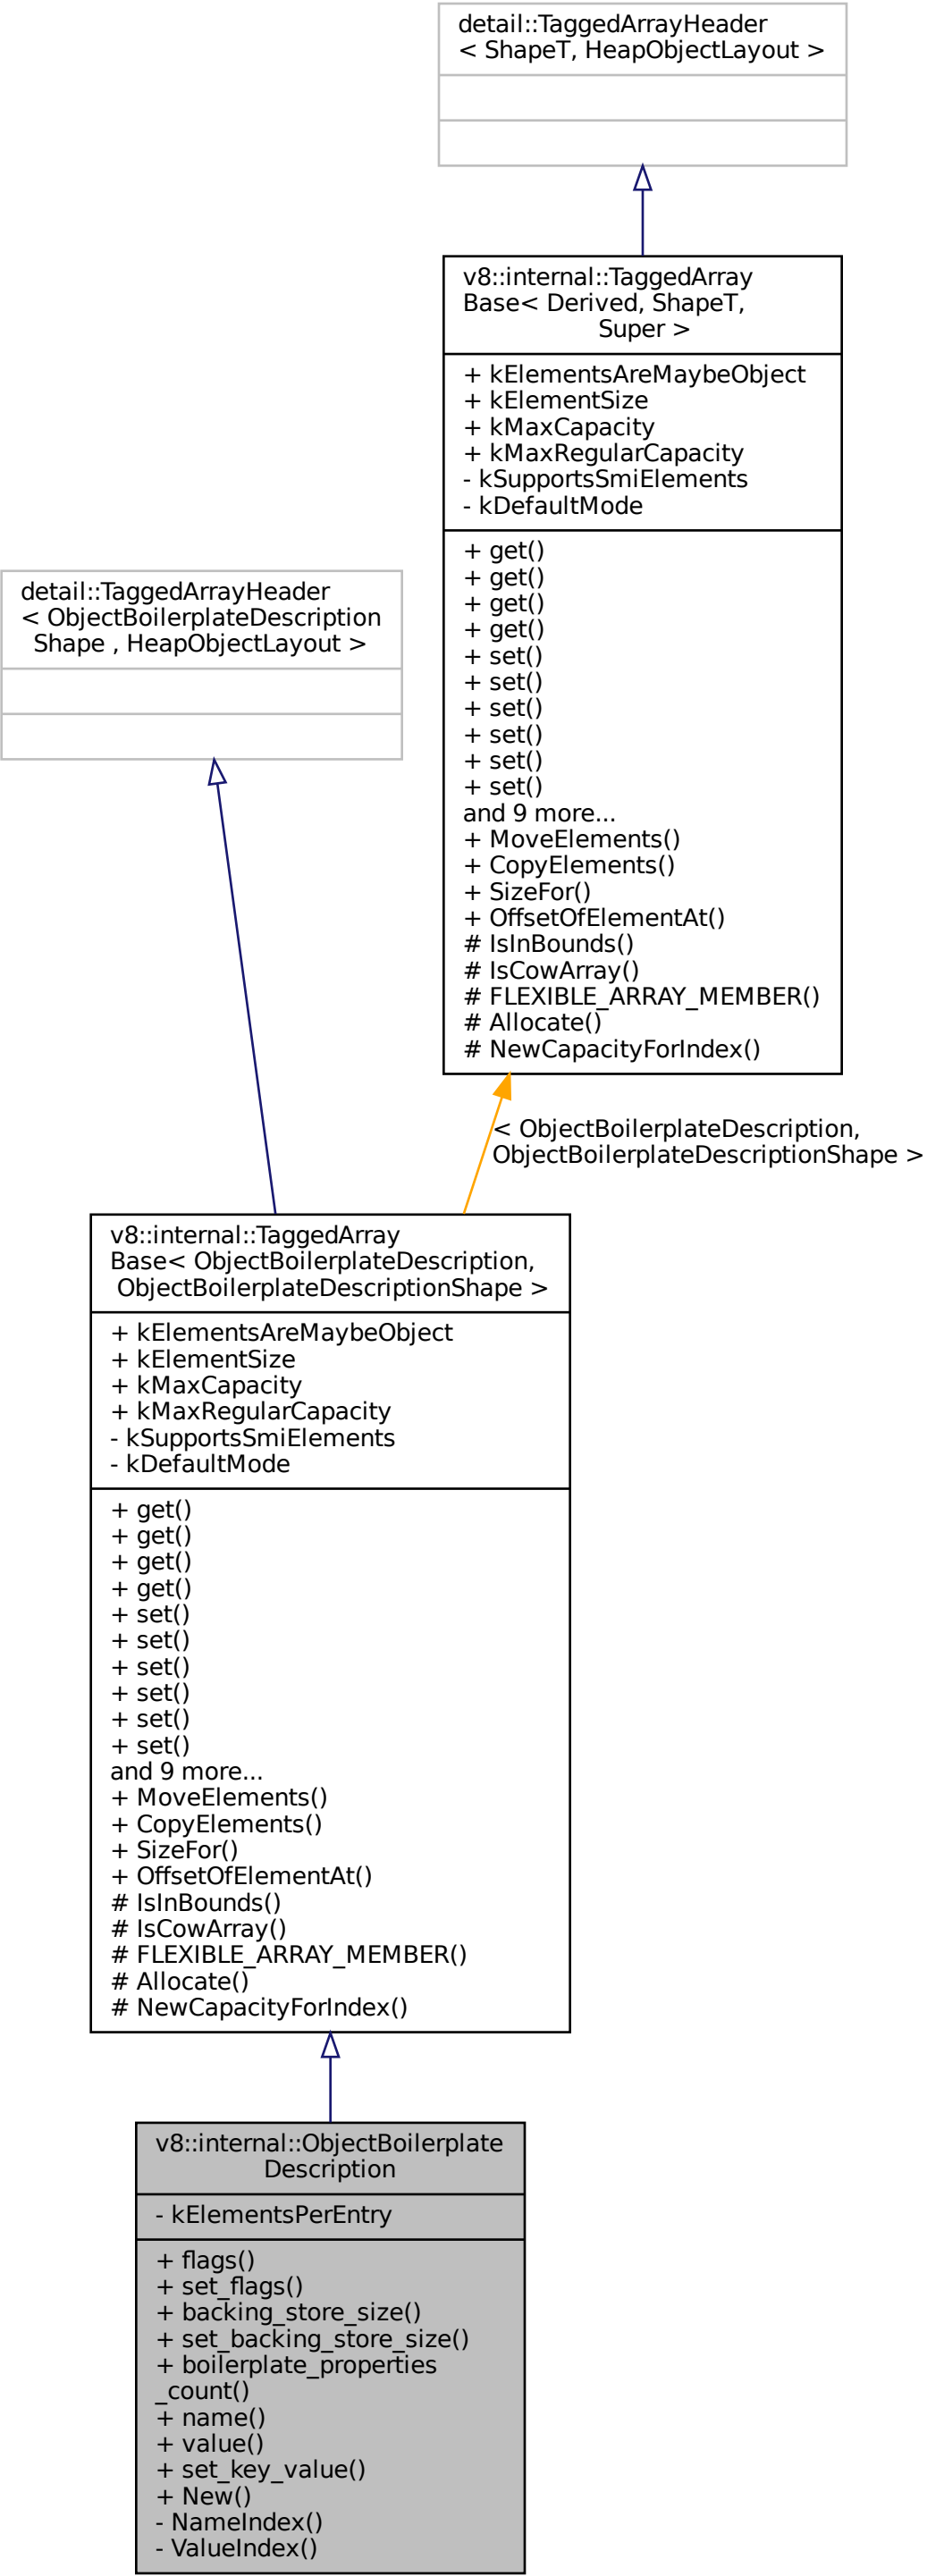 detail::TaggedArrayHeader
< ShapeT, HeapObjectLayout >
v8::internal::TaggedArray
Base< Derived, ShapeT,
Super >
+ kElementsAreMaybeObject
+ kElementSize
+ kMaxCapacity
+ kMaxRegularCapacity
- kSupportsSmiElements
- kDefaultMode
+ get()
+ get()
+ get()
+ get()
+ set()
+ set()
+ set()
+ set()
+ set()
+ set()
and 9 more...
+ MoveElements()
+ CopyElements()
+ SizeFor()
+ OffsetOfElementAt()
# IsInBounds()
# IsCowArray()
# FLEXIBLE_ARRAY_MEMBER()
# Allocate()
# NewCapacityForIndex()
detail::TaggedArrayHeader
< ObjectBoilerplateDescription
Shape , HeapObjectLayout >
< ObjectBoilerplateDescription,
ObjectBoilerplateDescriptionShape >
v8::internal::TaggedArray
Base< ObjectBoilerplateDescription,
ObjectBoilerplateDescriptionShape >
+ kElementsAreMaybeObject
+ kElementSize
+ kMaxCapacity
+ kMaxRegularCapacity
- kSupportsSmiElements
- kDefaultMode
+ get()
+ get()
+ get()
+ get()
+ set()
+ set()
+ set()
+ set()
+ set()
+ set()
and 9 more...
+ MoveElements()
+ CopyElements()
+ SizeFor()
+ OffsetOfElementAt()
# IsInBounds()
# IsCowArray()
# FLEXIBLE_ARRAY_MEMBER()
# Allocate()
# NewCapacityForIndex()
v8::internal::ObjectBoilerplate
Description
- kElementsPerEntry
+ flags()
+ set_flags()
+ backing_store_size()
+ set_backing_store_size()
+ boilerplate_properties
_count()
+ name()
+ value()
+ set_key_value()
+ New()
- NameIndex()
- ValueIndex()